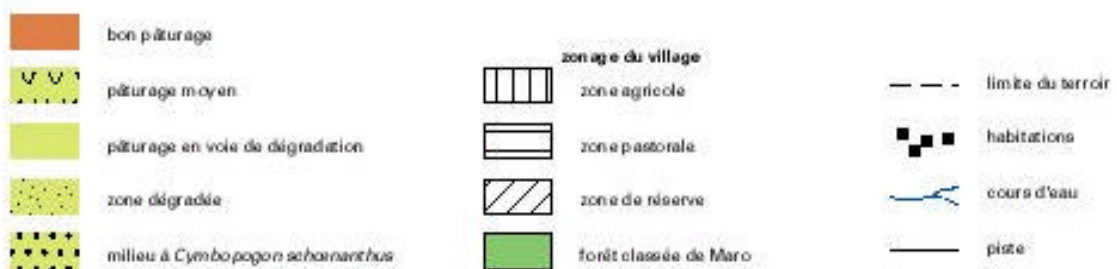 bon pâturage
pâturage moyen
pâturage en voie de dégradation
zone dégradée
milieu à Cymbopogon schœnanthus
zonage du village
zone agricole
zone pastorale
zone de réserve
forêt classée de Maro
limite du terroir
habitations
cours d'eau
piste